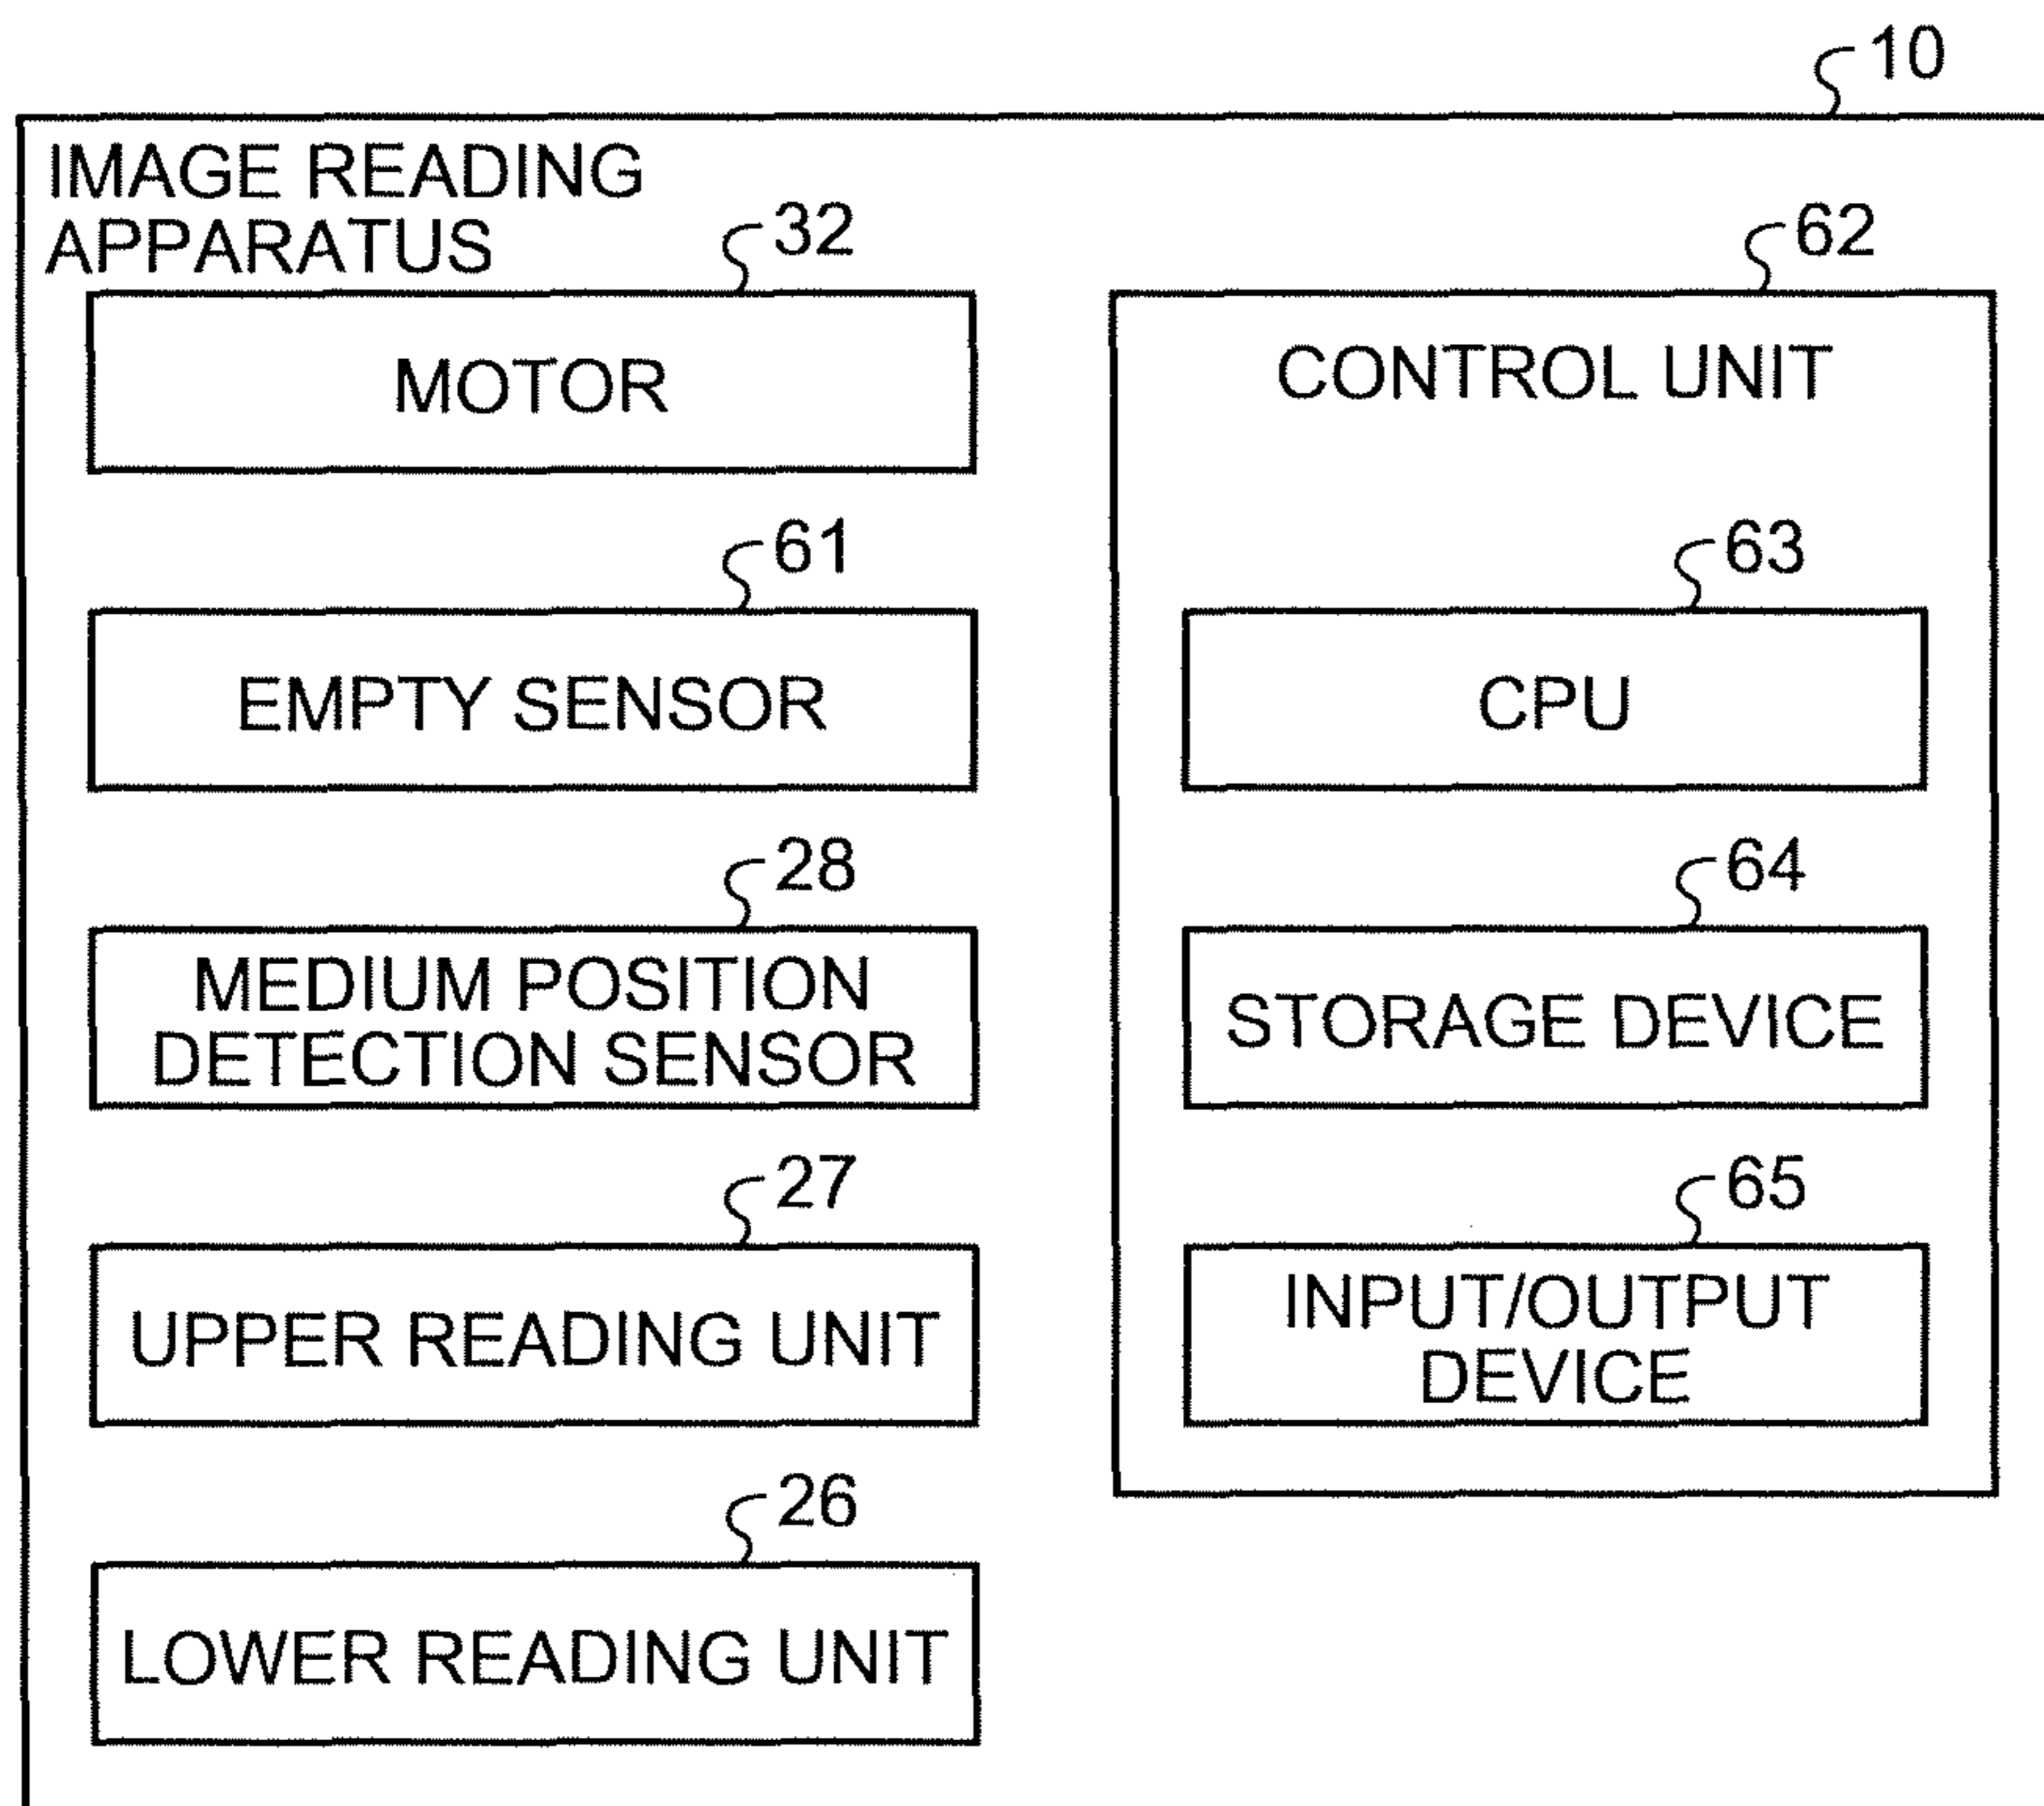 10
IMAGE READING
APPARATUS
32
MOTOR
61
EMPTY SENSOR
28
MEDIUM POSITION
DETECTION SENSOR
27
UPPER READING UNIT
26
LOWER READING UNIT
62
CONTROL UNIT
63
CPU
64
STORAGE DEVICE
65
INPUT/OUTPUT
DEVICE